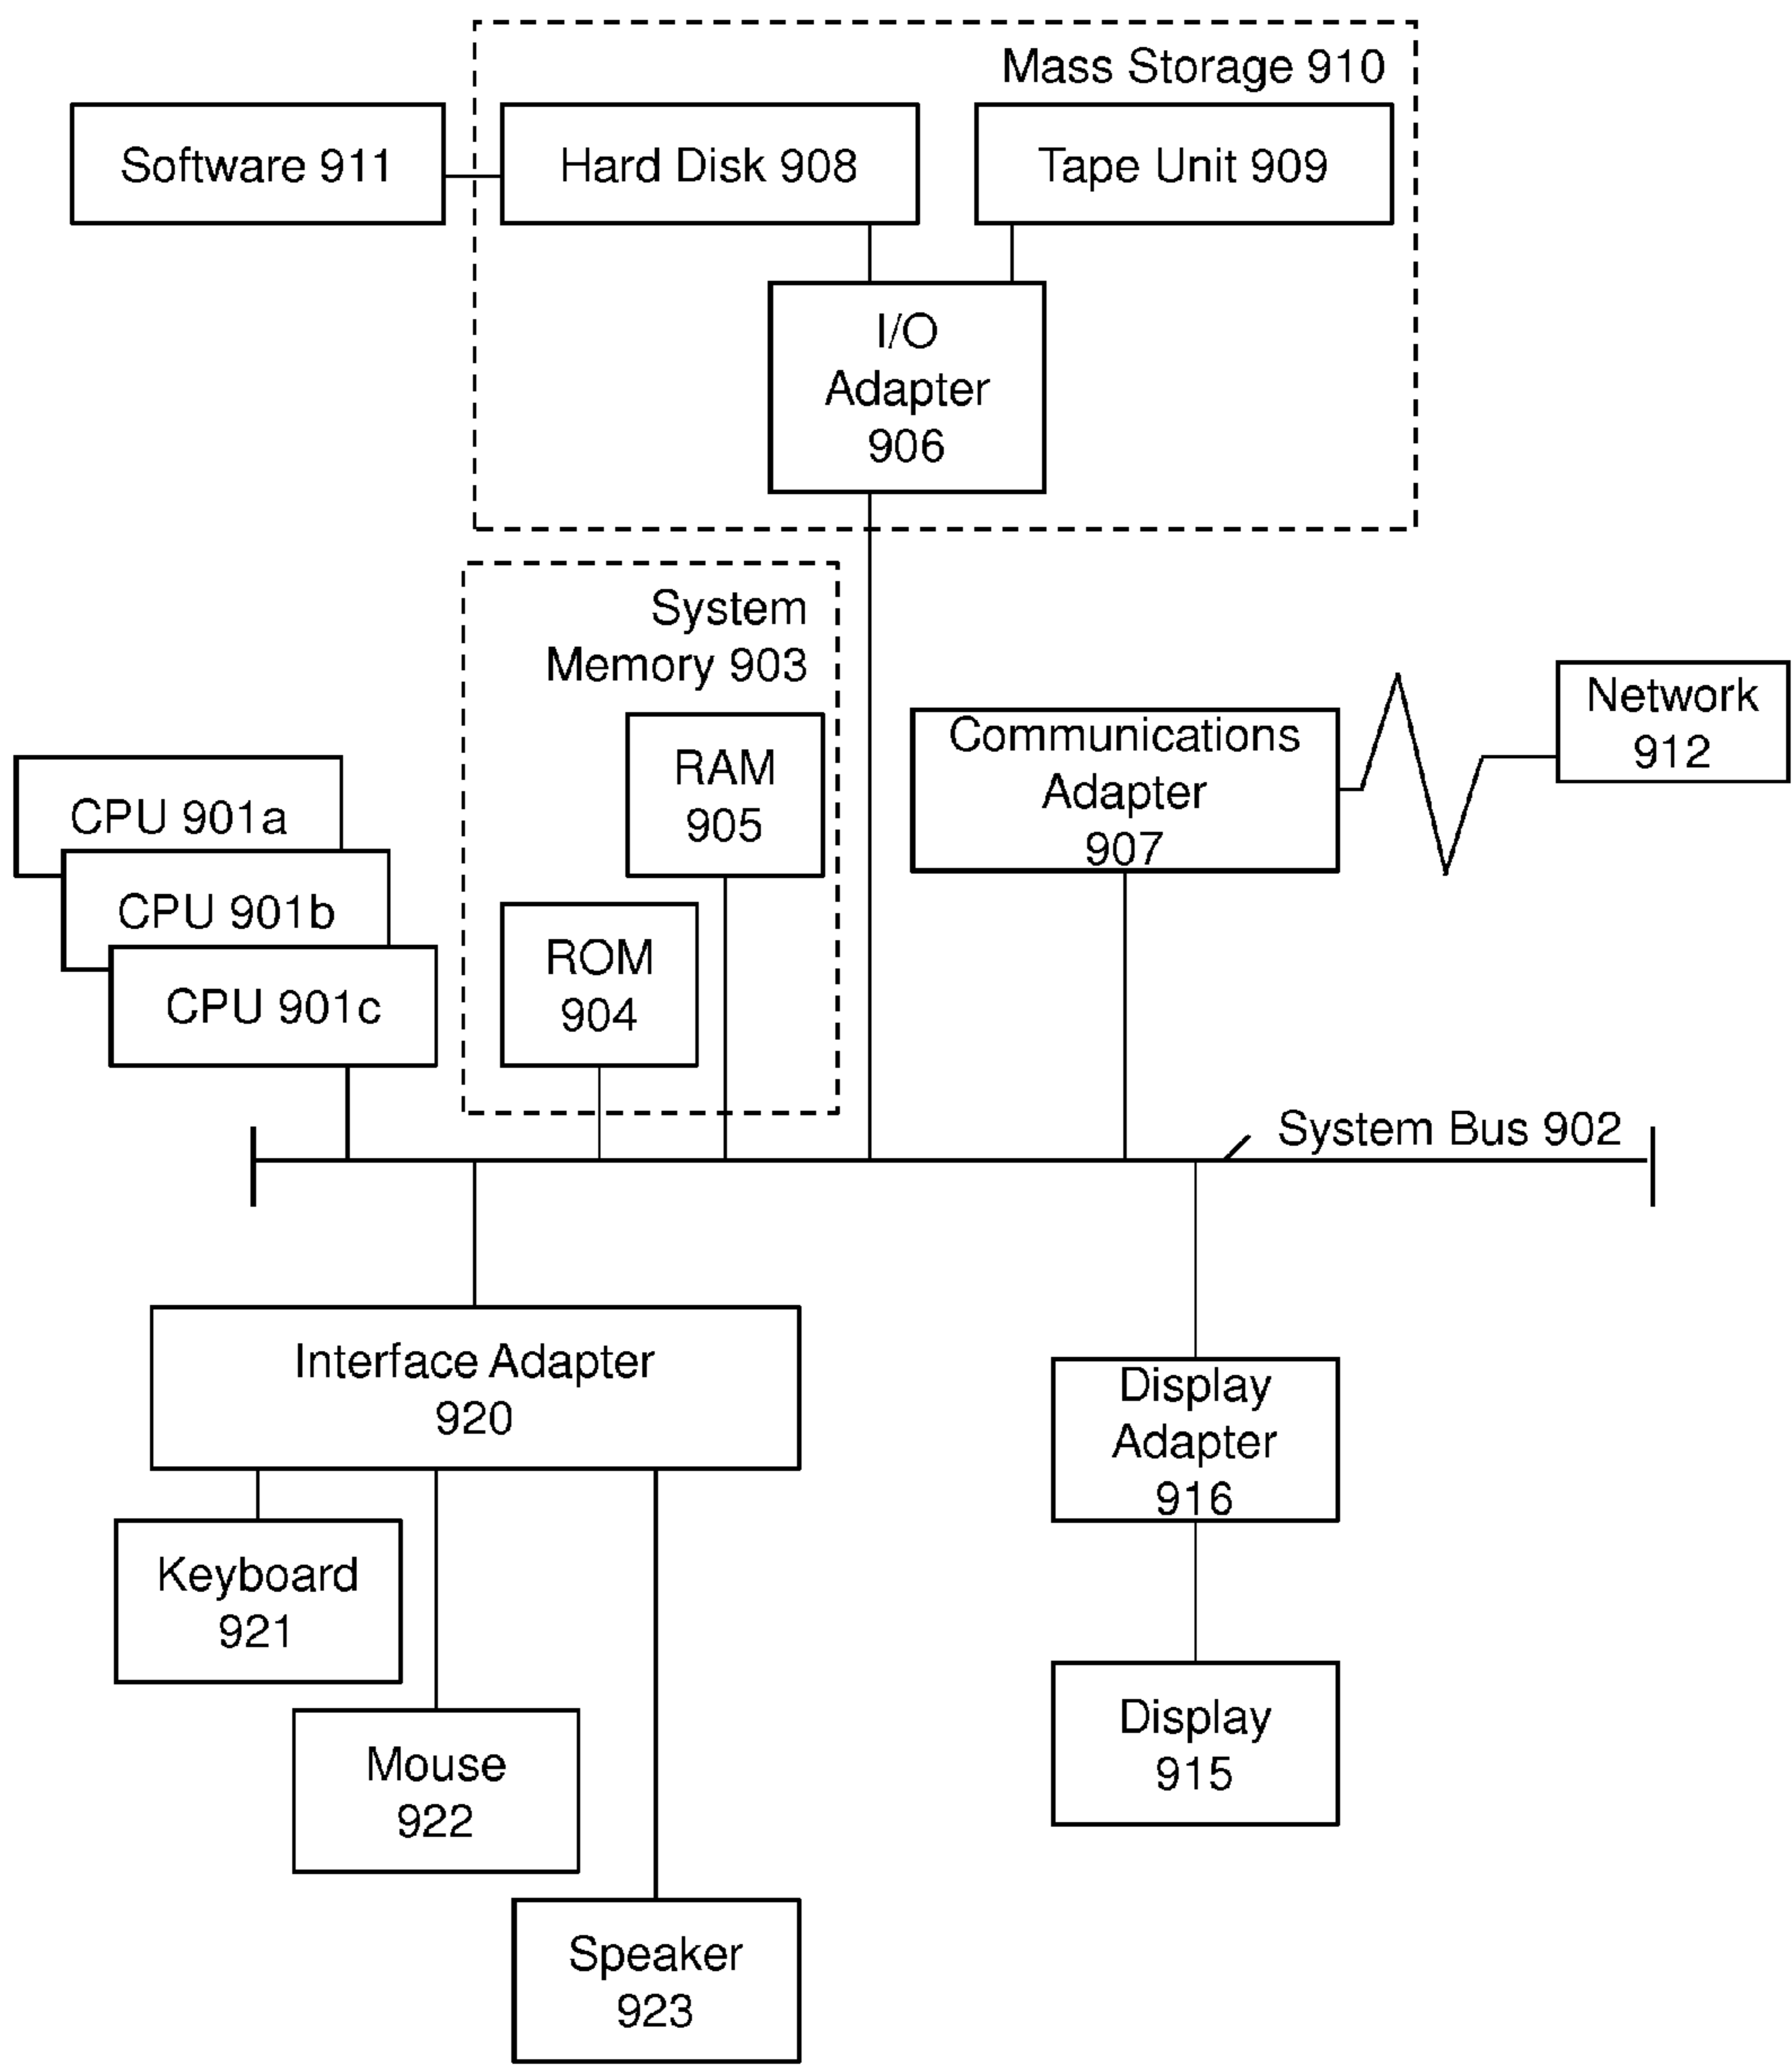 Mass Storage 910
Software 911
Hard Disk 908
Tape Unit 909
I/O
Adapter
906
System
Memory 903
RAM
905
ROM
904
Communications
Adapter
907
Network
912
CPU 901a
CPU 901b
CPU 901c
System Bus 902
Interface Adapter
920
Display
Adapter
916
Keyboard
921
Mouse
922
Speaker
923
Display
915